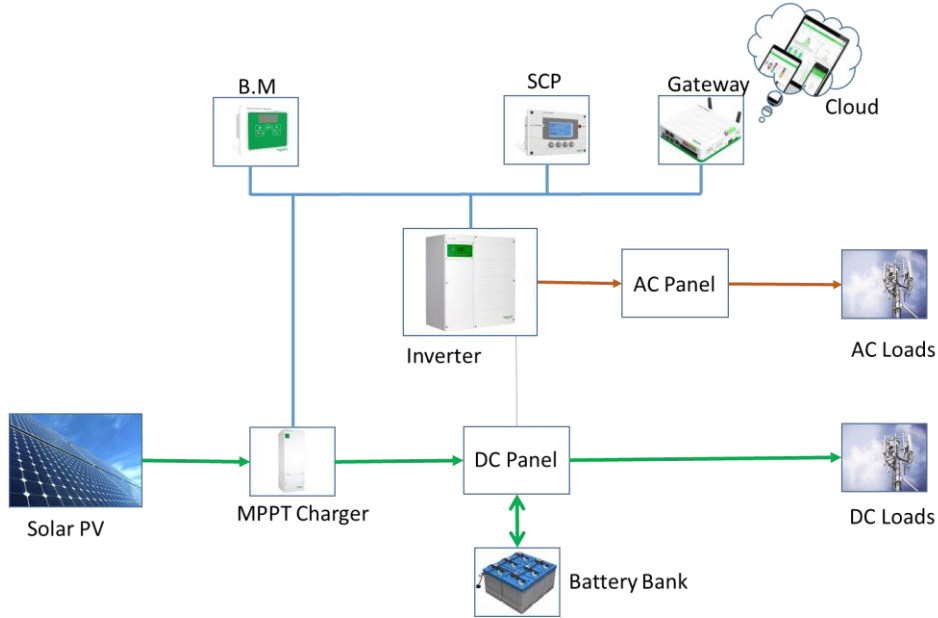 B.M
SCP
Gateway
Cloud
Inverter
AC Panel
AC Loads
Solar PV
MPPT Charger
DC Panel
DC Loads
Battery Bank